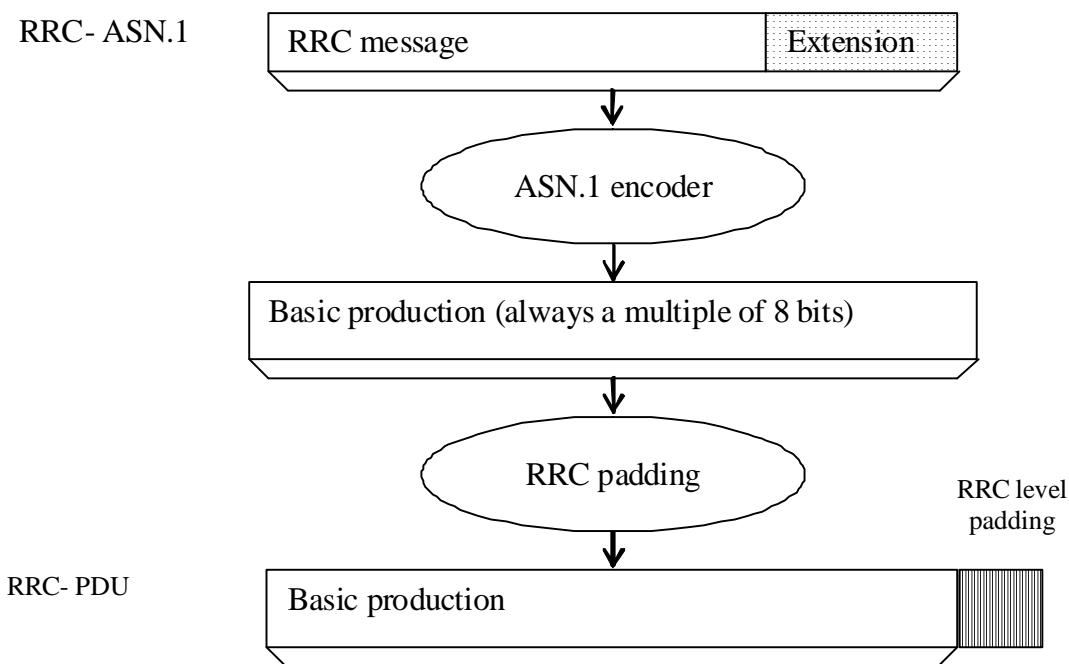 RRC- ASN.1
RRC message
Extension
ASN.1 encoder
Basic production (always a multiple of 8 bits)
RRC padding
RRC level
padding
RRC- PDU
Basic production